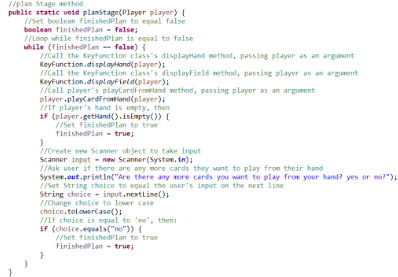 //plan Stage method
public static void planStage(Player player) {
//Set boolean finishedPlan to equal false
boolean finishedPlan = false;
//Loop while finishedPlan is equal to false
while (finishedPlan == false) {
//Call the KeyFunction class's displayHand method, passing player as an argument
KeyFunction.displayHand(player);
//Call the KeyFunction class's displayField method, passing player as an argument
KeyFunction.displayField(player);
//Call player's playCardFromHand method, passing player as an argument
player.playCardFromHand(player);
//If player's hand is empty, then
if (player.getHand().isEmpty()) {
//Set finishedPlan to true
finishedPlan = true;
}
//Create new Scanner object to take input
Scanner input = new Scanner(System.in);
//Ask user if there are any more cards they want to play from their hand
System.out.println("Are there any more cards you want to play from your hand? yes or no?");
//Set String choice to equal the user's input on the next line
String choice = input.nextLine();
//Change choice to lower case
choice.toLowerCase();
//If choice is equal to 'no', then:
if (choice.equals("no")) {
//Set finishedPlan to true
finishedPlan = true;
}
}
}